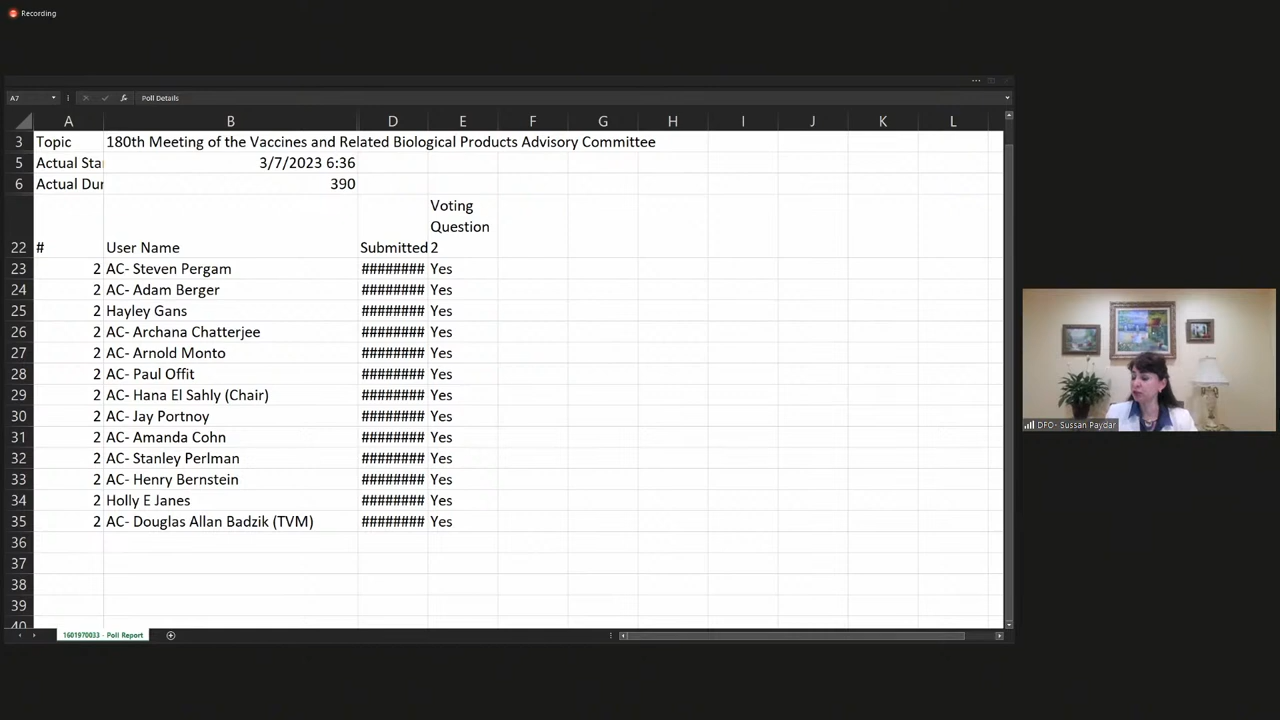 Recording
A7 Poll Details
A B D E F G H I J K L
3 Topic 180th Meeting of the Vaccines and Related Biological Products Advisory Committee
5 Actual Sta 3/7/2023 6:36
6 Actual Dur 390
Voting
Question
22 # User Name Submitted 2
23 2 AC- Steven Pergam ######## Yes
24 2 AC- Adam Berger ######## Yes
25 2 Hayley Gans ######## Yes
26 2 AC- Archana Chatterjee ######## Yes
27 2 AC- Arnold Monto ######## Yes
28 2 AC- Paul Offit ######## Yes
29 2 AC- Hana El Sahly (Chair) ######## Yes
30 2 AC- Jay Portnoy ######## Yes
31 2 AC- Amanda Cohn ######## Yes
32 2 AC- Stanley Perlman ######## Yes
33 2 AC- Henry Bernstein ######## Yes
34 2 Holly E Janes ######## Yes
35 2 AC- Douglas Allan Badzik (TVM) ######## Yes
36
37
38
39
40
1601970033 - Poll Report
DFO- Sussan Paydar